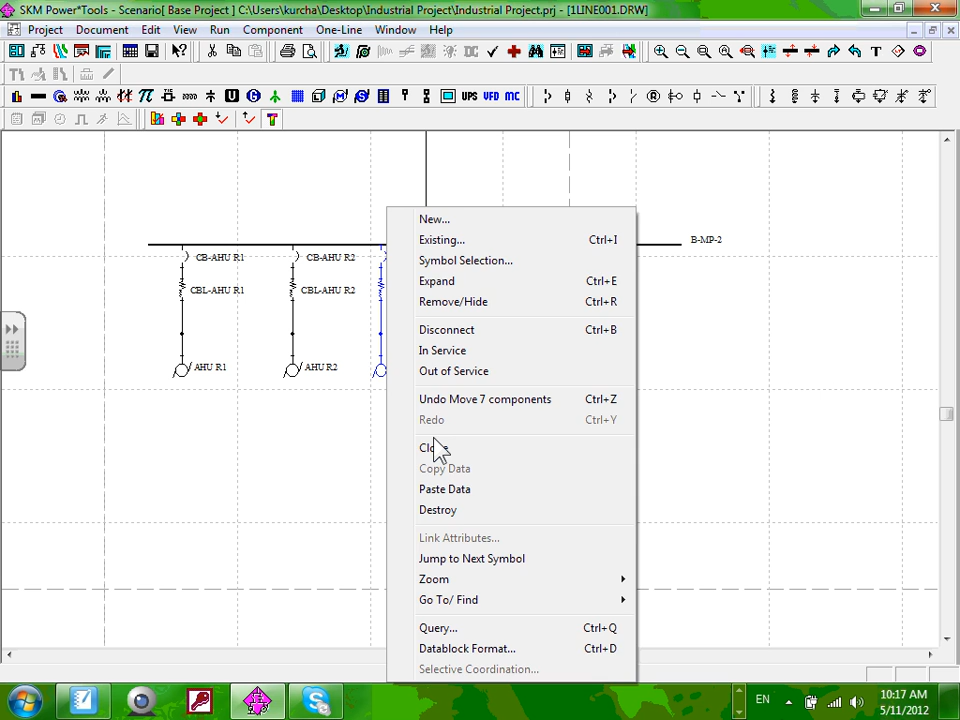 SKM Power*Tools - Scenario[ Base Project ] C:\Users\kurcha\Desktop\Industrial Project\Industrial Project.prj - [1LINE001.DRW]
Project Document Edit View Run Component One-Line Window Help
DC T
UPS VFD MC
B-MP-2
CB-AHU R1 CB-AHU R2
CBL-AHU R1 CBL-AHU R2
AHU R1 AHU R2
New...
Existing... Ctrl+I
Symbol Selection...
Expand Ctrl+E
Remove/Hide Ctrl+R
Disconnect Ctrl+B
In Service
Out of Service
Undo Move 7 components Ctrl+Z
Redo Ctrl+Y
Copy Data
Paste Data
Destroy
Link Attributes...
Jump to Next Symbol
Zoom
Go To/ Find
Query... Ctrl+Q
Datablock Format... Ctrl+D
Selective Coordination...
EN
10:17 AM
5/11/2012